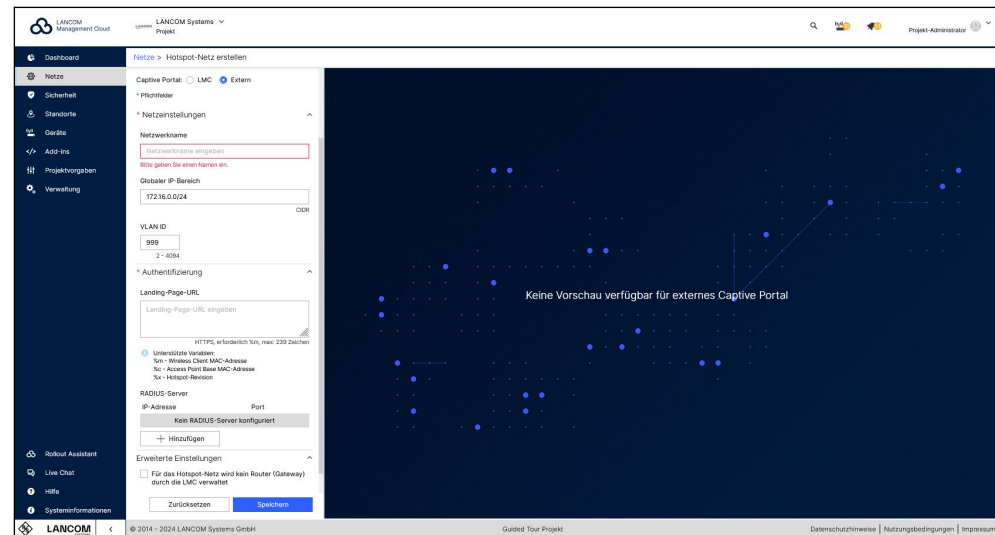 LANCOM
Management Cloud
LANCOM Systems
Projekt
Projekt-Administrator
Dashboard
Netze
Sicherheit
Standorte
Geräte
Add-ins
Projektvorgaben
Verwaltung
Rollout Assistant
Live Chat
Hilfe
Systeminformationen
LANCOM
Netze > Hotspot-Netz erstellen
Captive Portal: LMC Extern
* Pflichtfelder
* Netzeinstellungen
Netzwerkname
Netzwerkname eingeben
Bitte geben Sie einen Namen ein.
Globaler IP-Bereich
172.16.0.0/24
CIDR
VLAN ID
999
2 - 4094
* Authentifizierung
Landing-Page-URL
Landing-Page-URL eingeben
HTTPS, erforderlich %m, max: 239 Zeichen
Unterstützte Variablen:
%m - Wireless Client MAC-Adresse
%c - Access Point Base MAC-Adresse
%x - Hotspot-Revision
RADIUS-Server
IP-Adresse Port
Kein RADIUS-Server konfiguriert
+ Hinzufügen
Erweiterte Einstellungen
Für das Hotspot-Netz wird kein Router (Gateway)
durch die LMC verwaltet
Zurücksetzen Speichern
Keine Vorschau verfügbar für externes Captive Portal
© 2014 - 2024 LANCOM Systems GmbH
Guided Tour Projekt
Datenschutzhinweise | Nutzungsbedingungen | Impressum